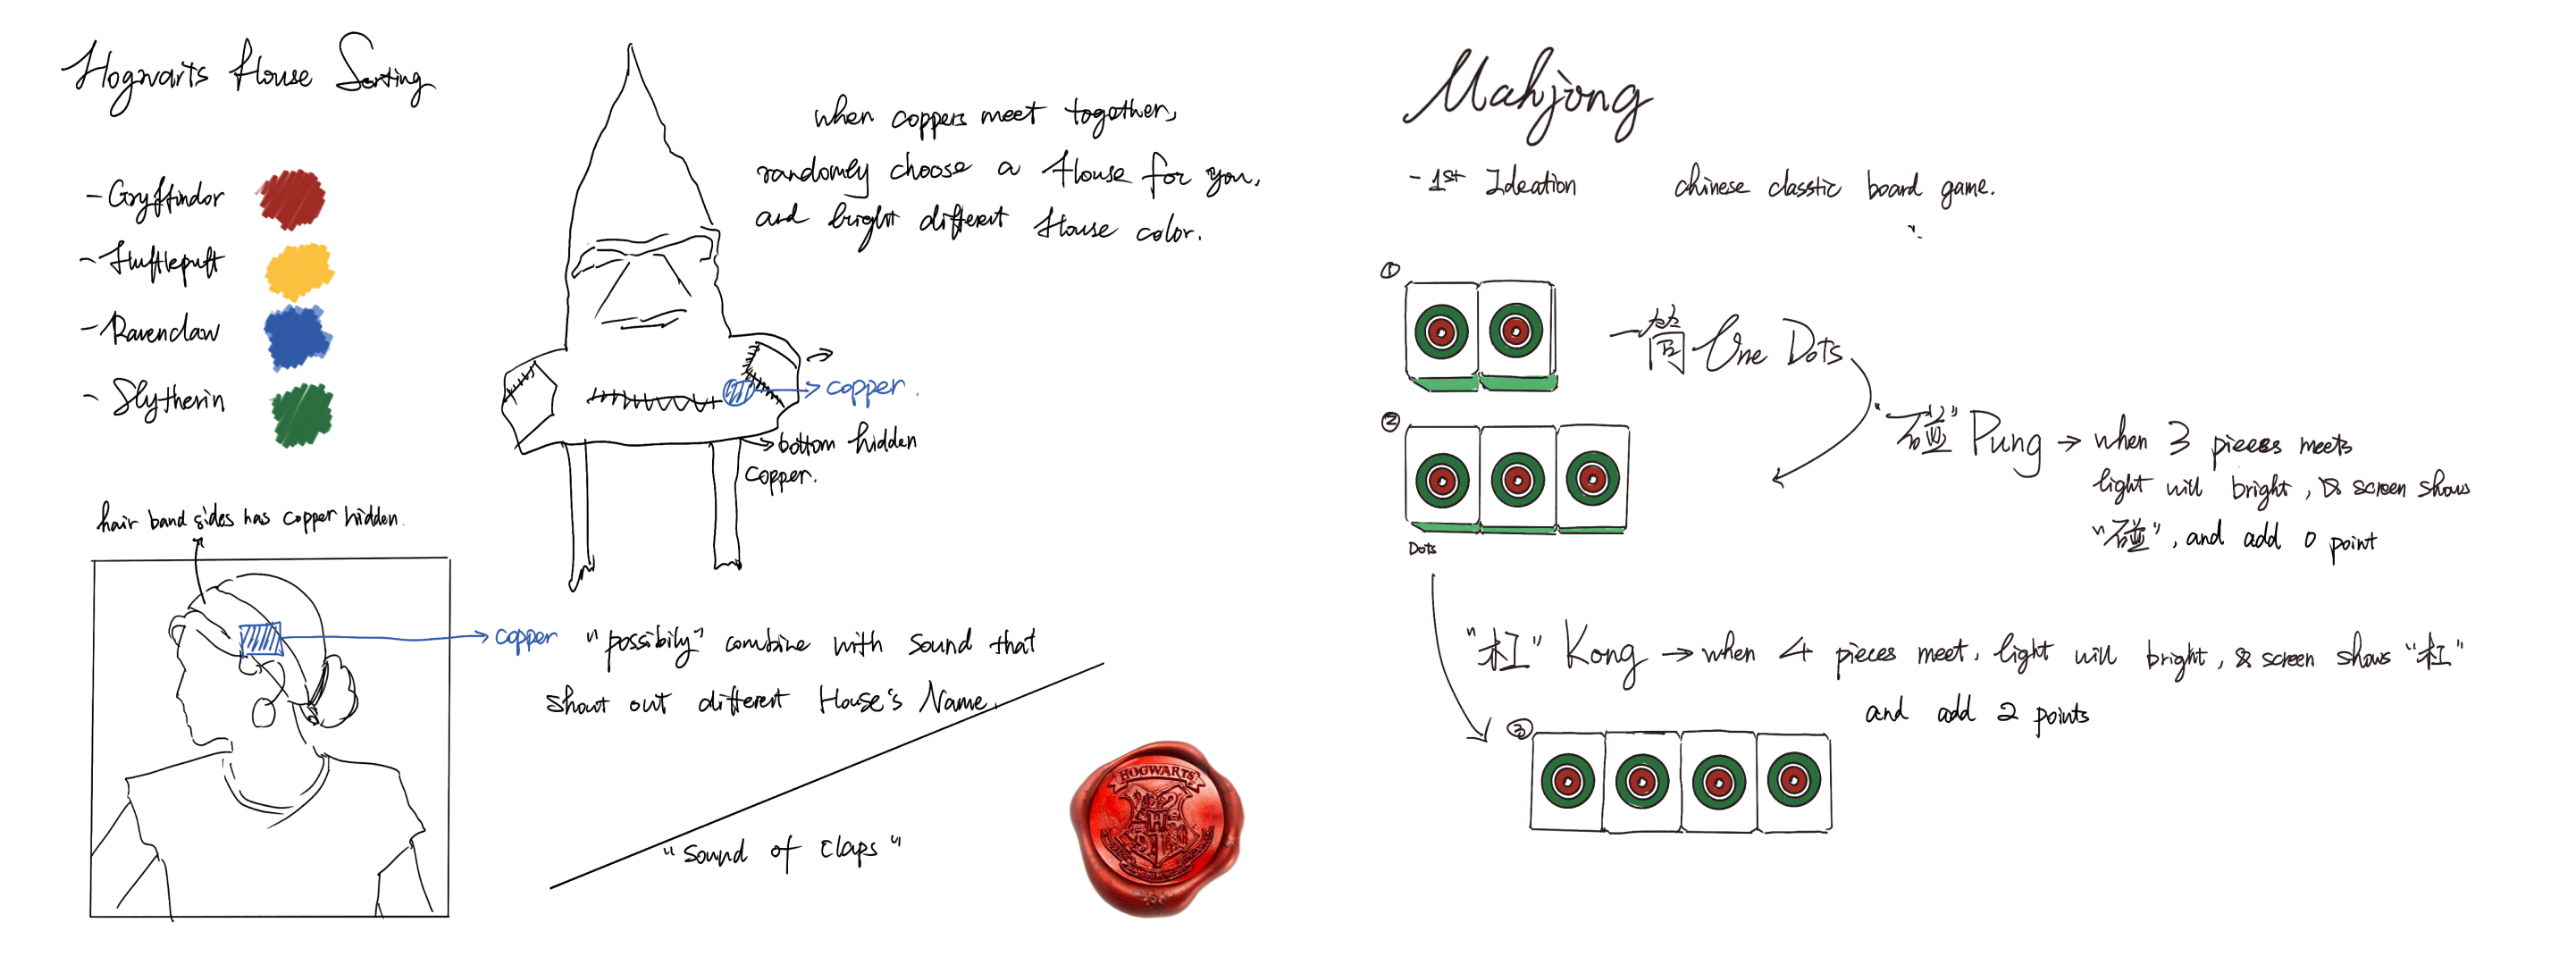 Hogwarts House Sorting
- Gryffindor
- Hufflepuff
- Ravenclaw
- Slytherin
when coppers meet together,
randomly choose a House for you,
and bright different House color.
copper.
bottom hidden
copper.
hair band sides has copper hidden.
copper
"possibily" combine with sound that
shout out different House's Name.
"Sound of Claps"
HOGWARTS
H
Mahjong
- 1st Ideation
chinese classtic board game.
①
一筒 One Dots
②
Dots
"碰" Pung → when 3 pieces meets
light will bright, & screen shows
"碰", and add 0 point
"杠" Kong → when 4 pieces meet, light will bright, & screen shows "杠"
and add 2 points
③